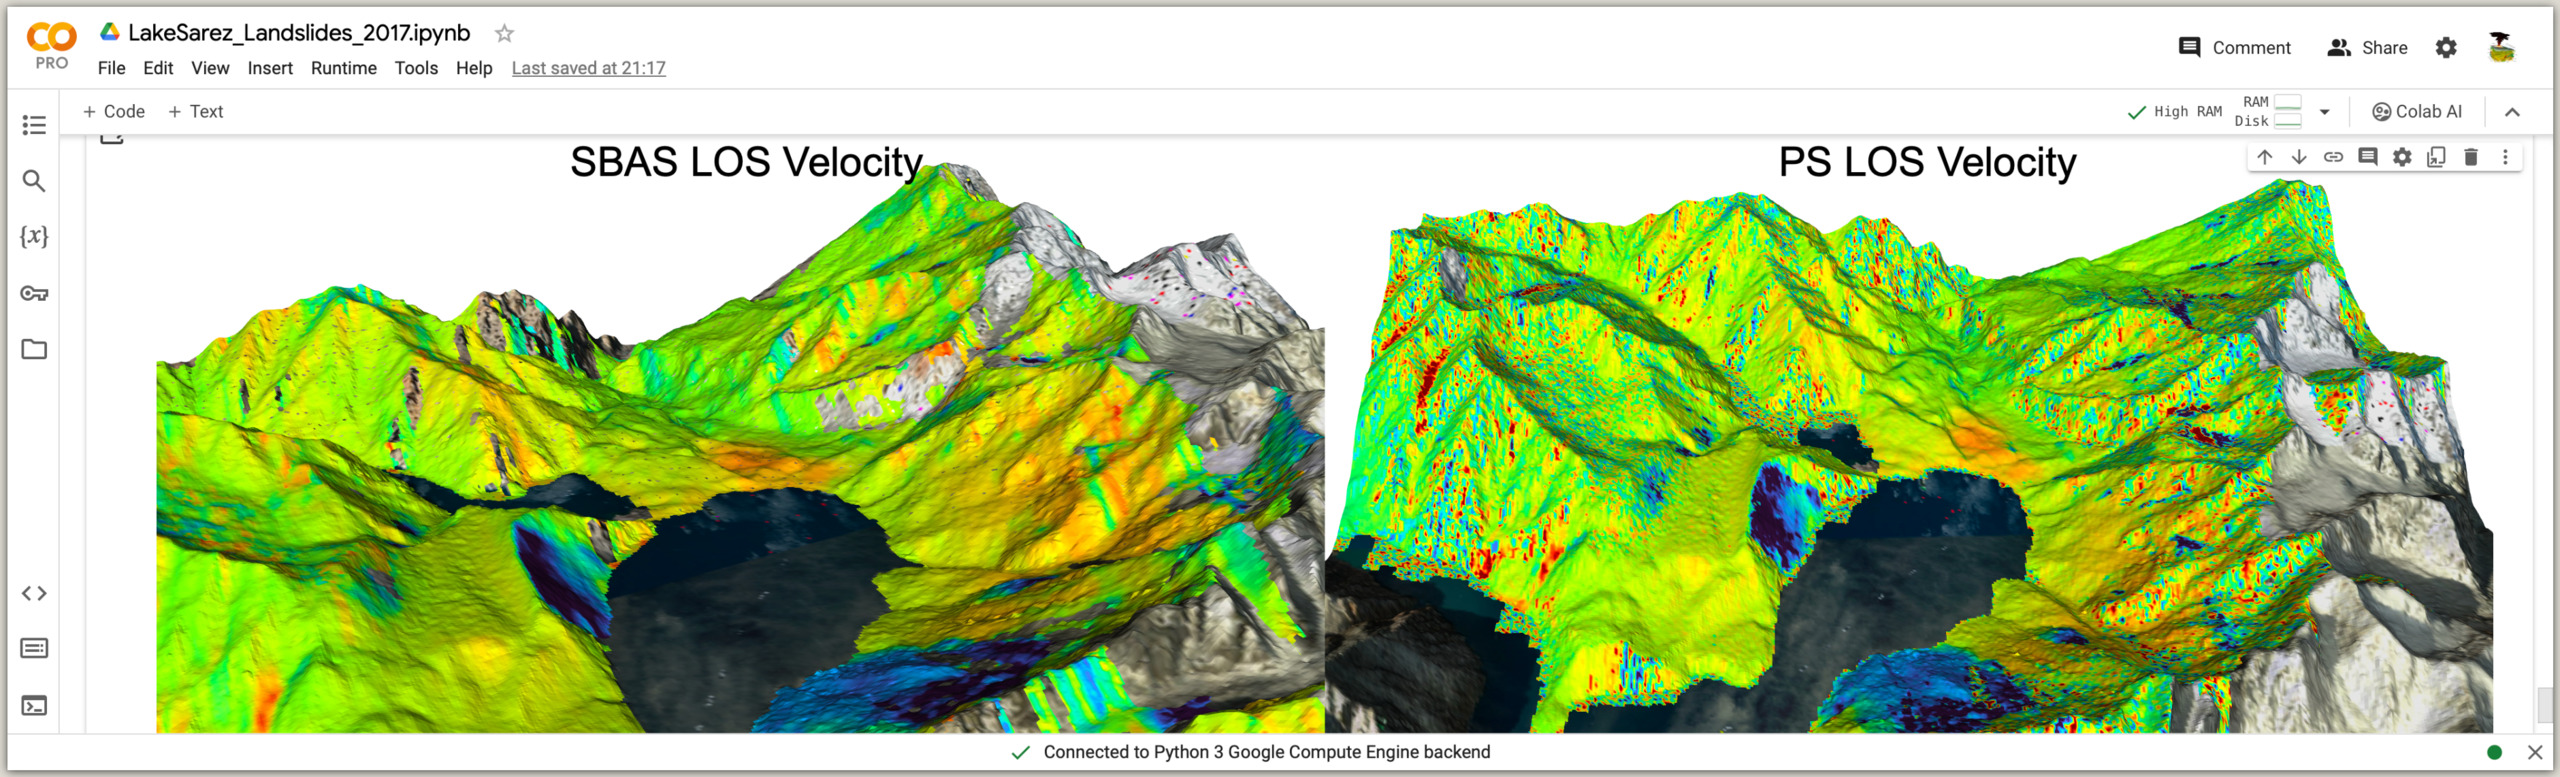 LakeSarez_Landslides_2017.ipynb
PRO
File Edit View Insert Runtime Tools Help Last saved at 21:17
Comment Share
+ Code + Text
High RAM RAM Disk Colab AI
SBAS LOS Velocity
PS LOS Velocity
{x}
Connected to Python 3 Google Compute Engine backend